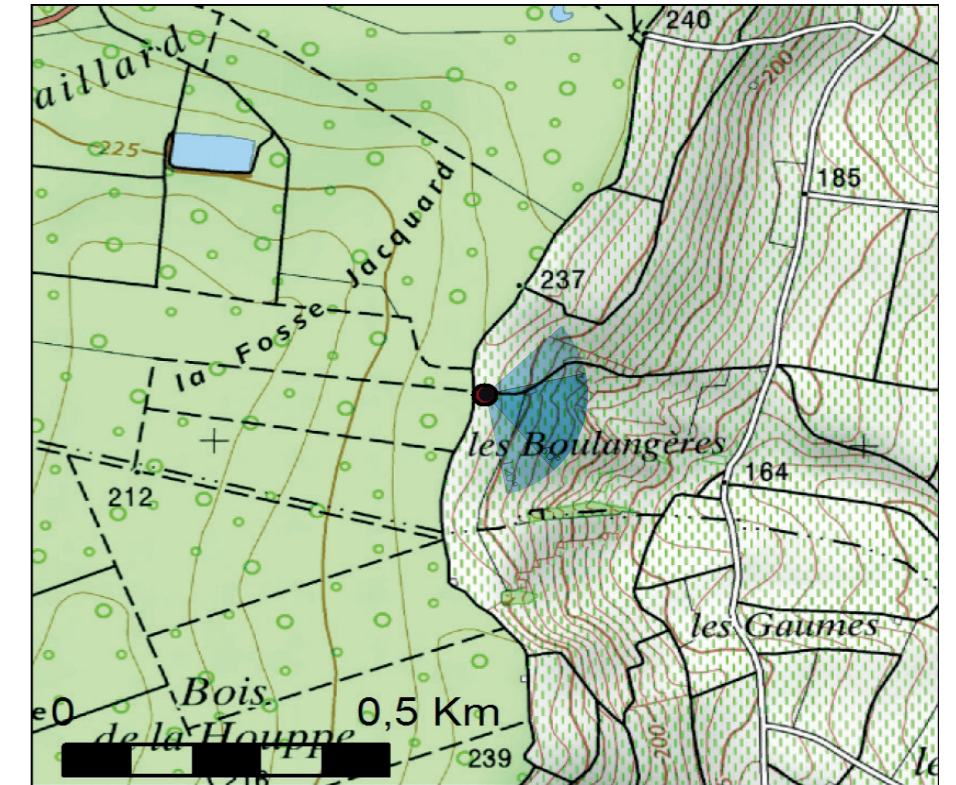 240
aillard
200
225
185
la Fosse Jacquard
237
les Boulangères
164
212
les Gaumes
Bois
de la Houppe
0 0,5 Km
200
239
le